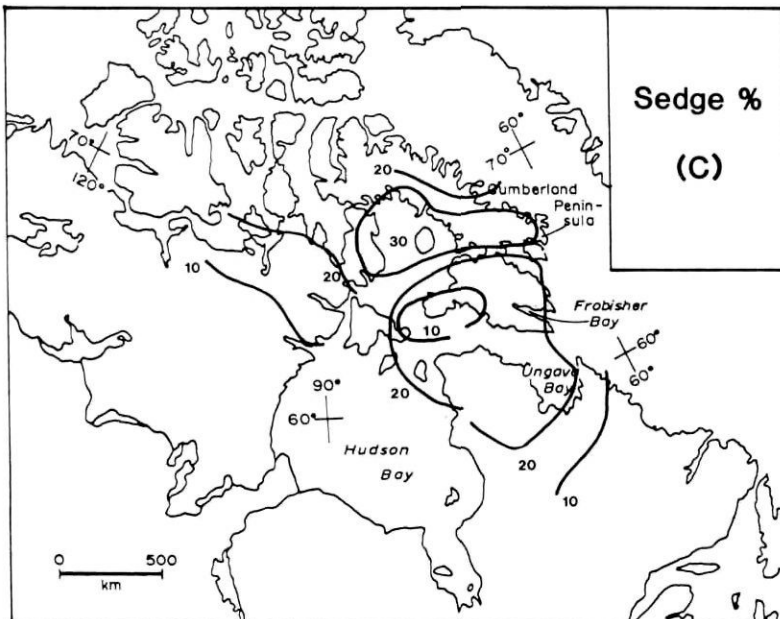 Sedge %
(C)
60°
70°
70°
120°
20
Cumberland
Penin-
sula
30
10
20
Frobisher
Bay
10
60°
60°
Ungava
Bay
90°
60°
20
Hudson
Bay
20
10
0 500
km